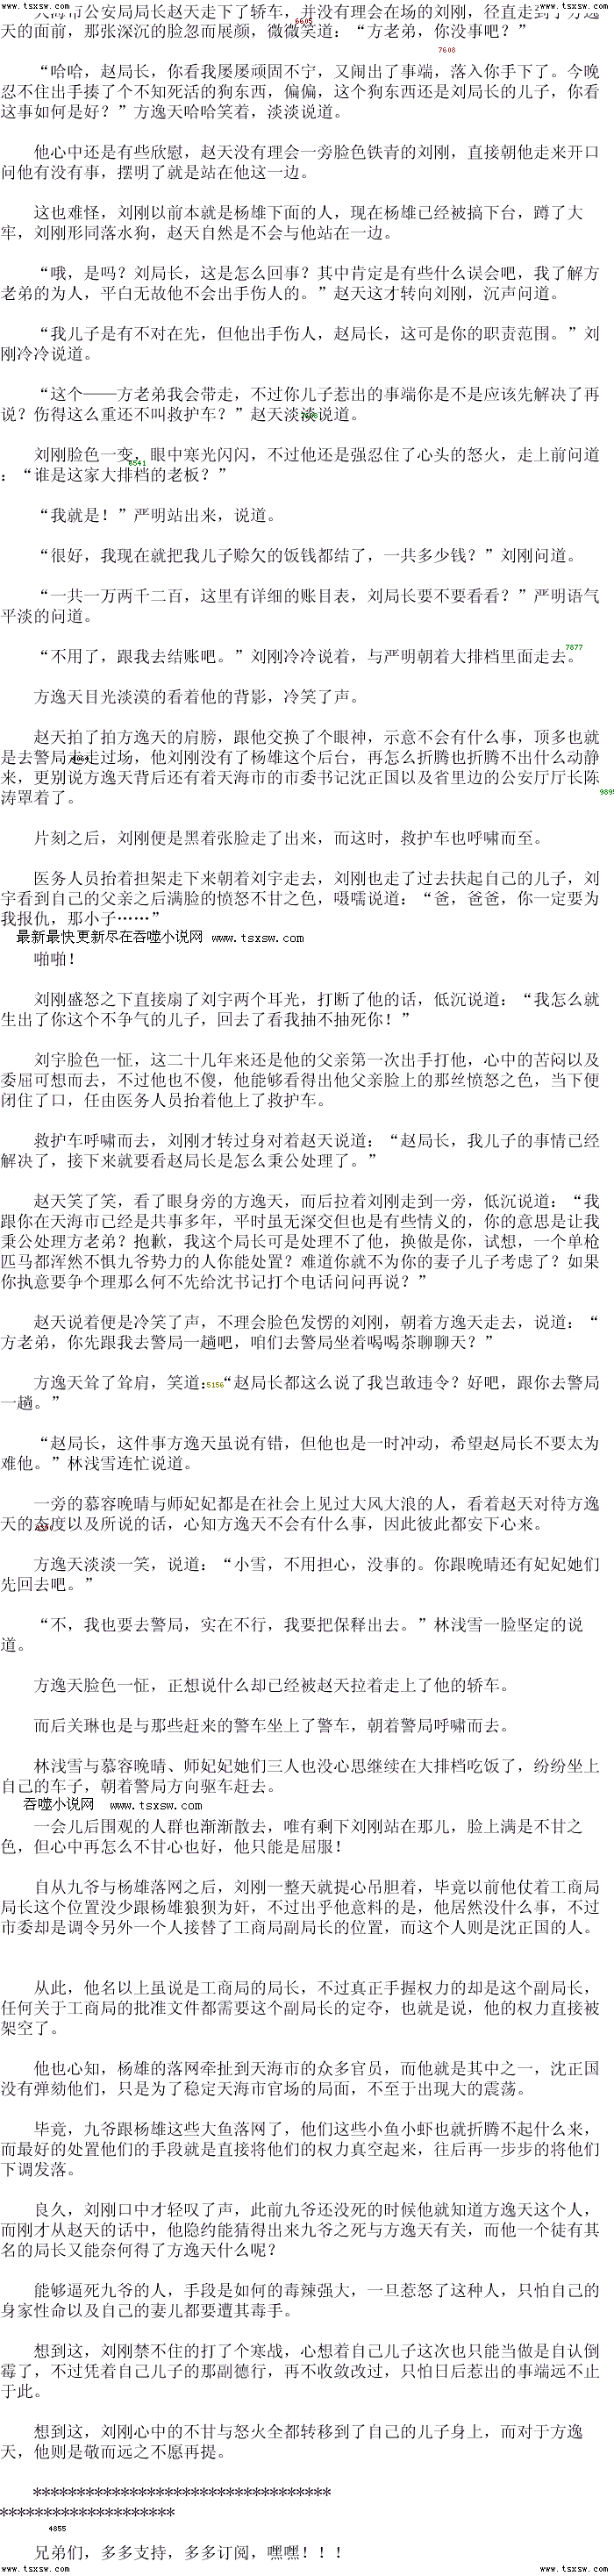 www.tsxsw.com www.tsxsw.com
天海市公安局局长赵天走下了轿车，并没有理会在场的刘刚，径直走到了方逸
6605
天的面前，那张深沉的脸忽而展颜，微微笑道：“方老弟，你没事吧？”
7608
“哈哈，赵局长，你看我屡屡顽固不宁，又闹出了事端，落入你手下了。今晚
忍不住出手揍了个不知死活的狗东西，偏偏，这个狗东西还是刘局长的儿子，你看
这事如何是好？”方逸天哈哈笑着，淡淡说道。
他心中还是有些欣慰，赵天没有理会一旁脸色铁青的刘刚，直接朝他走来开口
问他有没有事，摆明了就是站在他这一边。
这也难怪，刘刚以前本就是杨雄下面的人，现在杨雄已经被搞下台，蹲了大
牢，刘刚形同落水狗，赵天自然是不会与他站在一边。
“哦，是吗？刘局长，这是怎么回事？其中肯定是有些什么误会吧，我了解方
老弟的为人，平白无故他不会出手伤人的。”赵天这才转向刘刚，沉声问道。
“我儿子是有不对在先，但他出手伤人，赵局长，这可是你的职责范围。”刘
刚冷冷说道。
“这个——方老弟我会带走，不过你儿子惹出的事端你是不是应该先解决了再
说？伤得这么重还不叫救护车？”赵天淡淡说道。
刘刚脸色一变，眼中寒光闪闪，不过他还是强忍住了心头的怒火，走上前问道
6541
：“谁是这家大排档的老板？”
“我就是！”严明站出来，说道。
“很好，我现在就把我儿子赊欠的饭钱都结了，一共多少钱？”刘刚问道。
“一共一万两千二百，这里有详细的账目表，刘局长要不要看看？”严明语气
平淡的问道。
7877
“不用了，跟我去结账吧。”刘刚冷冷说着，与严明朝着大排档里面走去。
方逸天目光淡漠的看着他的背影，冷笑了声。
赵天拍了拍方逸天的肩膀，跟他交换了个眼神，示意不会有什么事，顶多也就
是去警局走走过场，他刘刚没有了杨雄这个后台，再怎么折腾也折腾不出什么动静
来，更别说方逸天背后还有着天海市的市委书记沈正国以及省里边的公安厅厅长陈
涛罩着了。
片刻之后，刘刚便是黑着张脸走了出来，而这时，救护车也呼啸而至。
医务人员抬着担架走下来朝着刘宇走去，刘刚也走了过去扶起自己的儿子，刘
宇看到自己的父亲之后满脸的愤怒不甘之色，嗫嚅说道：“爸，爸爸，你一定要为
我报仇，那小子……”
最新最快更新尽在吞噬小说网 www.tsxsw.com
啪啪！
刘刚盛怒之下直接扇了刘宇两个耳光，打断了他的话，低沉说道：“我怎么就
生出了你这个不争气的儿子，回去了看我抽不抽死你！”
刘宇脸色一怔，这二十几年来还是他的父亲第一次出手打他，心中的苦闷以及
委屈可想而去，不过他也不傻，他能够看得出他父亲脸上的那丝愤怒之色，当下便
闭住了口，任由医务人员抬着他上了救护车。
救护车呼啸而去，刘刚才转过身对着赵天说道：“赵局长，我儿子的事情已经
解决了，接下来就要看赵局长是怎么秉公处理了。”
赵天笑了笑，看了眼身旁的方逸天，而后拉着刘刚走到一旁，低沉说道：“我
跟你在天海市已经是共事多年，平时虽无深交但也是有些情义的，你的意思是让我
秉公处理方老弟？抱歉，我这个局长可是处理不了他，换做是你，试想，一个单枪
匹马都浑然不惧九爷势力的人你能处置？难道你就不为你的妻子儿子考虑了？如果
你执意要争个理那么何不先给沈书记打个电话问问再说？”
赵天说着便是冷笑了声，不理会脸色发愣的刘刚，朝着方逸天走去，说道：“
方老弟，你先跟我去警局一趟吧，咱们去警局坐着喝喝茶聊聊天？”
方逸天耸了耸肩，笑道：“赵局长都这么说了我岂敢违令？好吧，跟你去警局
5156
一趟。”
“赵局长，这件事方逸天虽说有错，但他也是一时冲动，希望赵局长不要太为
难他。”林浅雪连忙说道。
一旁的慕容晚晴与师妃妃都是在社会上见过大风大浪的人，看着赵天对待方逸
天的态度以及所说的话，心知方逸天不会有什么事，因此彼此都安下心来。
方逸天淡淡一笑，说道：“小雪，不用担心，没事的。你跟晚晴还有妃妃她们
先回去吧。”
“不，我也要去警局，实在不行，我要把保释出去。”林浅雪一脸坚定的说
道。
方逸天脸色一怔，正想说什么却已经被赵天拉着走上了他的轿车。
而后关琳也是与那些赶来的警车坐上了警车，朝着警局呼啸而去。
林浅雪与慕容晚晴、师妃妃她们三人也没心思继续在大排档吃饭了，纷纷坐上
自己的车子，朝着警局方向驱车赶去。
吞噬小说网 www.tsxsw.com
一会儿后围观的人群也渐渐散去，唯有剩下刘刚站在那儿，脸上满是不甘之
色，但心中再怎么不甘心也好，他只能是屈服！
自从九爷与杨雄落网之后，刘刚一整天就提心吊胆着，毕竟以前他仗着工商局
局长这个位置没少跟杨雄狼狈为奸，不过出乎他意料的是，他居然没什么事，不过
市委却是调令另外一个人接替了工商局副局长的位置，而这个人则是沈正国的人。
从此，他名以上虽说是工商局的局长，不过真正手握权力的却是这个副局长，
任何关于工商局的批准文件都需要这个副局长的定夺，也就是说，他的权力直接被
架空了。
他也心知，杨雄的落网牵扯到天海市的众多官员，而他就是其中之一，沈正国
没有弹劾他们，只是为了稳定天海市官场的局面，不至于出现大的震荡。
毕竟，九爷跟杨雄这些大鱼落网了，他们这些小鱼小虾也就折腾不起什么来，
而最好的处置他们的手段就是直接将他们的权力真空起来，往后再一步步的将他们
下调发落。
良久，刘刚口中才轻叹了声，此前九爷还没死的时候他就知道方逸天这个人，
而刚才从赵天的话中，他隐约能猜得出来九爷之死与方逸天有关，而他一个徒有其
名的局长又能奈何得了方逸天什么呢？
能够逼死九爷的人，手段是如何的毒辣强大，一旦惹怒了这种人，只怕自己的
身家性命以及自己的妻儿都要遭其毒手。
想到这，刘刚禁不住的打了个寒战，心想着自己儿子这次也只能当做是自认倒
霉了，不过凭着自己儿子的那副德行，再不收敛改过，只怕日后惹出的事端远不止
于此。
想到这，刘刚心中的不甘与怒火全都转移到了自己的儿子身上，而对于方逸
天，他则是敬而远之不愿再提。
**********************************
********************
4855
兄弟们，多多支持，多多订阅，嘿嘿！！！
www.tsxsw.com www.tsxsw.com